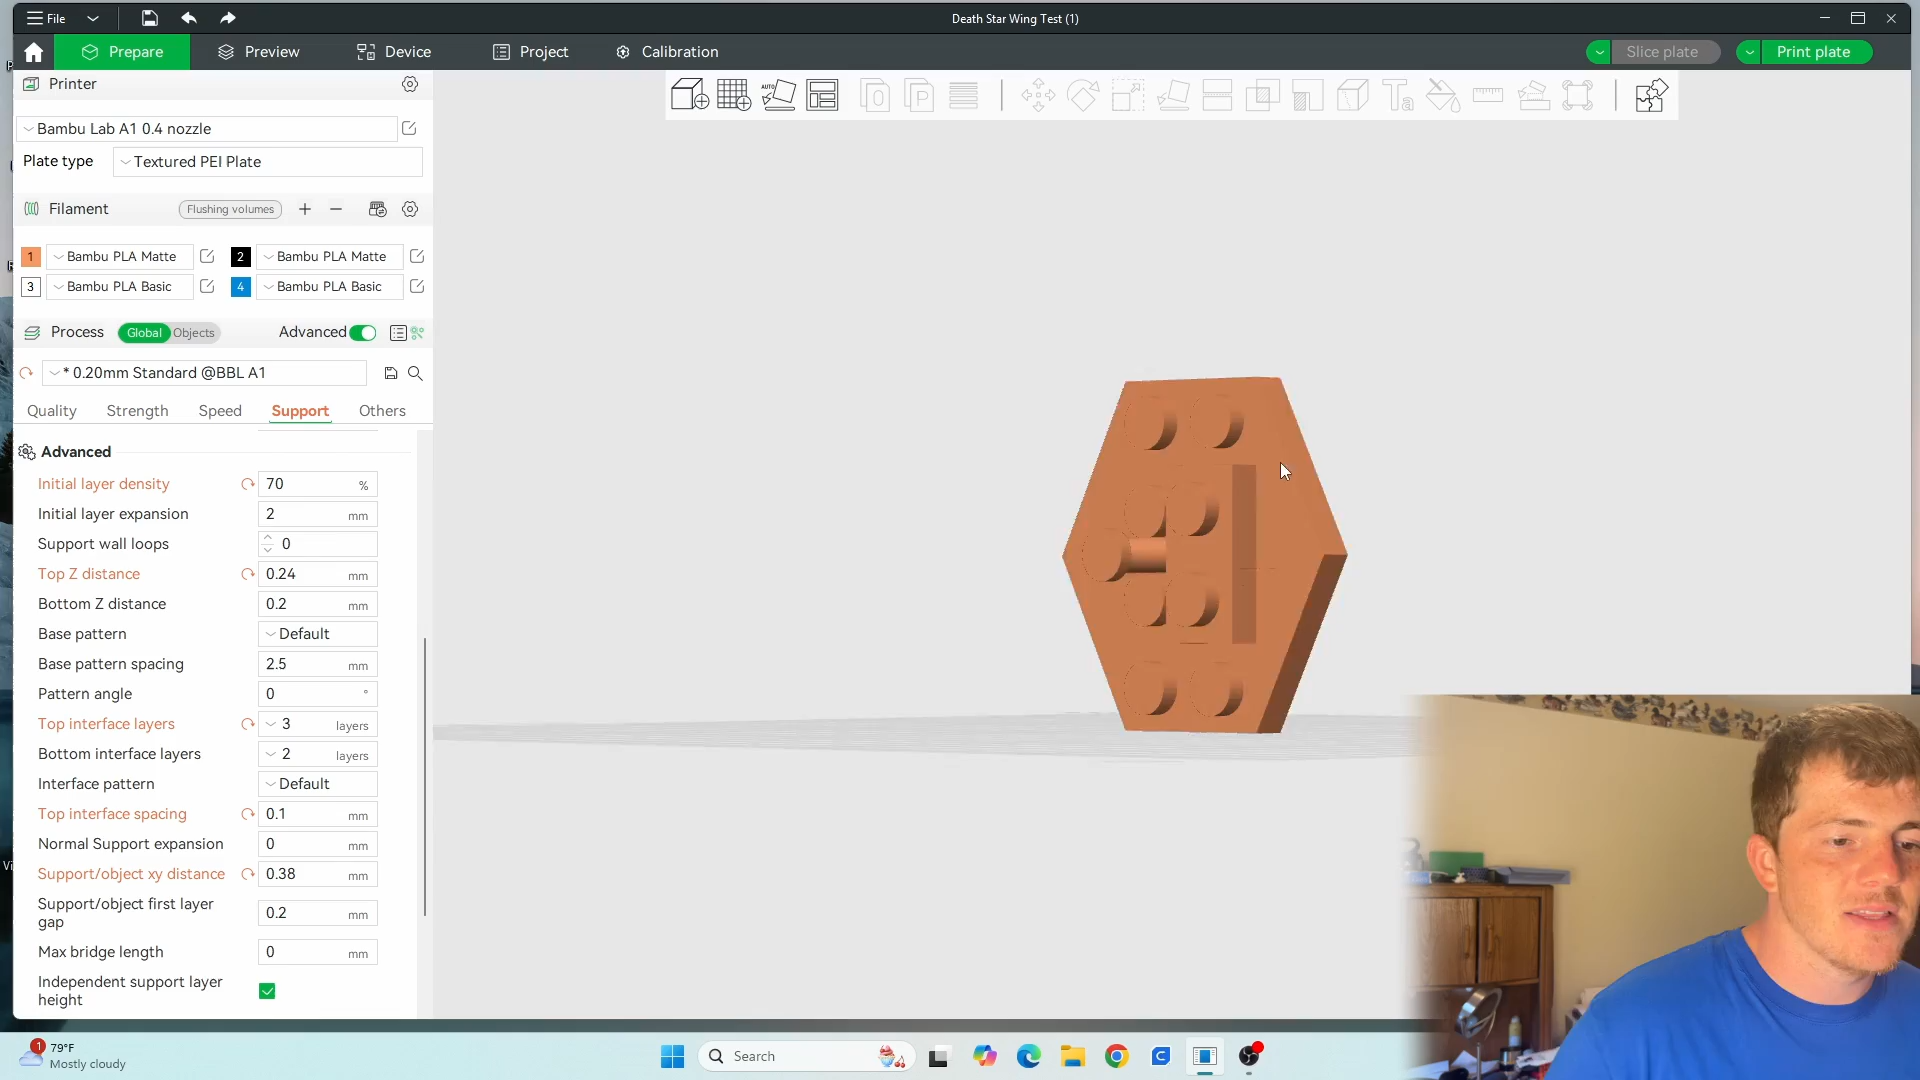 File
Death Star Wing Test (1)
Prepare
Preview
Device
Project
Calibration
Slice plate
Print plate
Printer
Bambu Lab A1 0.4 nozzle
Plate type
Textured PEI Plate
Filament
Flushing volumes
1 Bambu PLA Matte
2 Bambu PLA Matte
3 Bambu PLA Basic
4 Bambu PLA Basic
Process
Global
Objects
Advanced
* 0.20mm Standard @BBL A1
Quality
Strength
Speed
Support
Others
Advanced
Initial layer density 70 %
Initial layer expansion 2 mm
Support wall loops 0
Top Z distance 0.24 mm
Bottom Z distance 0.2 mm
Base pattern Default
Base pattern spacing 2.5 mm
Pattern angle 0 °
Top interface layers 3 layers
Bottom interface layers 2 layers
Interface pattern Default
Top interface spacing 0.1 mm
Normal Support expansion 0 mm
Support/object xy distance 0.38 mm
Support/object first layer
gap 0.2 mm
Max bridge length 0 mm
Independent support layer
height
AUTO
1
79°F
Mostly cloudy
Search